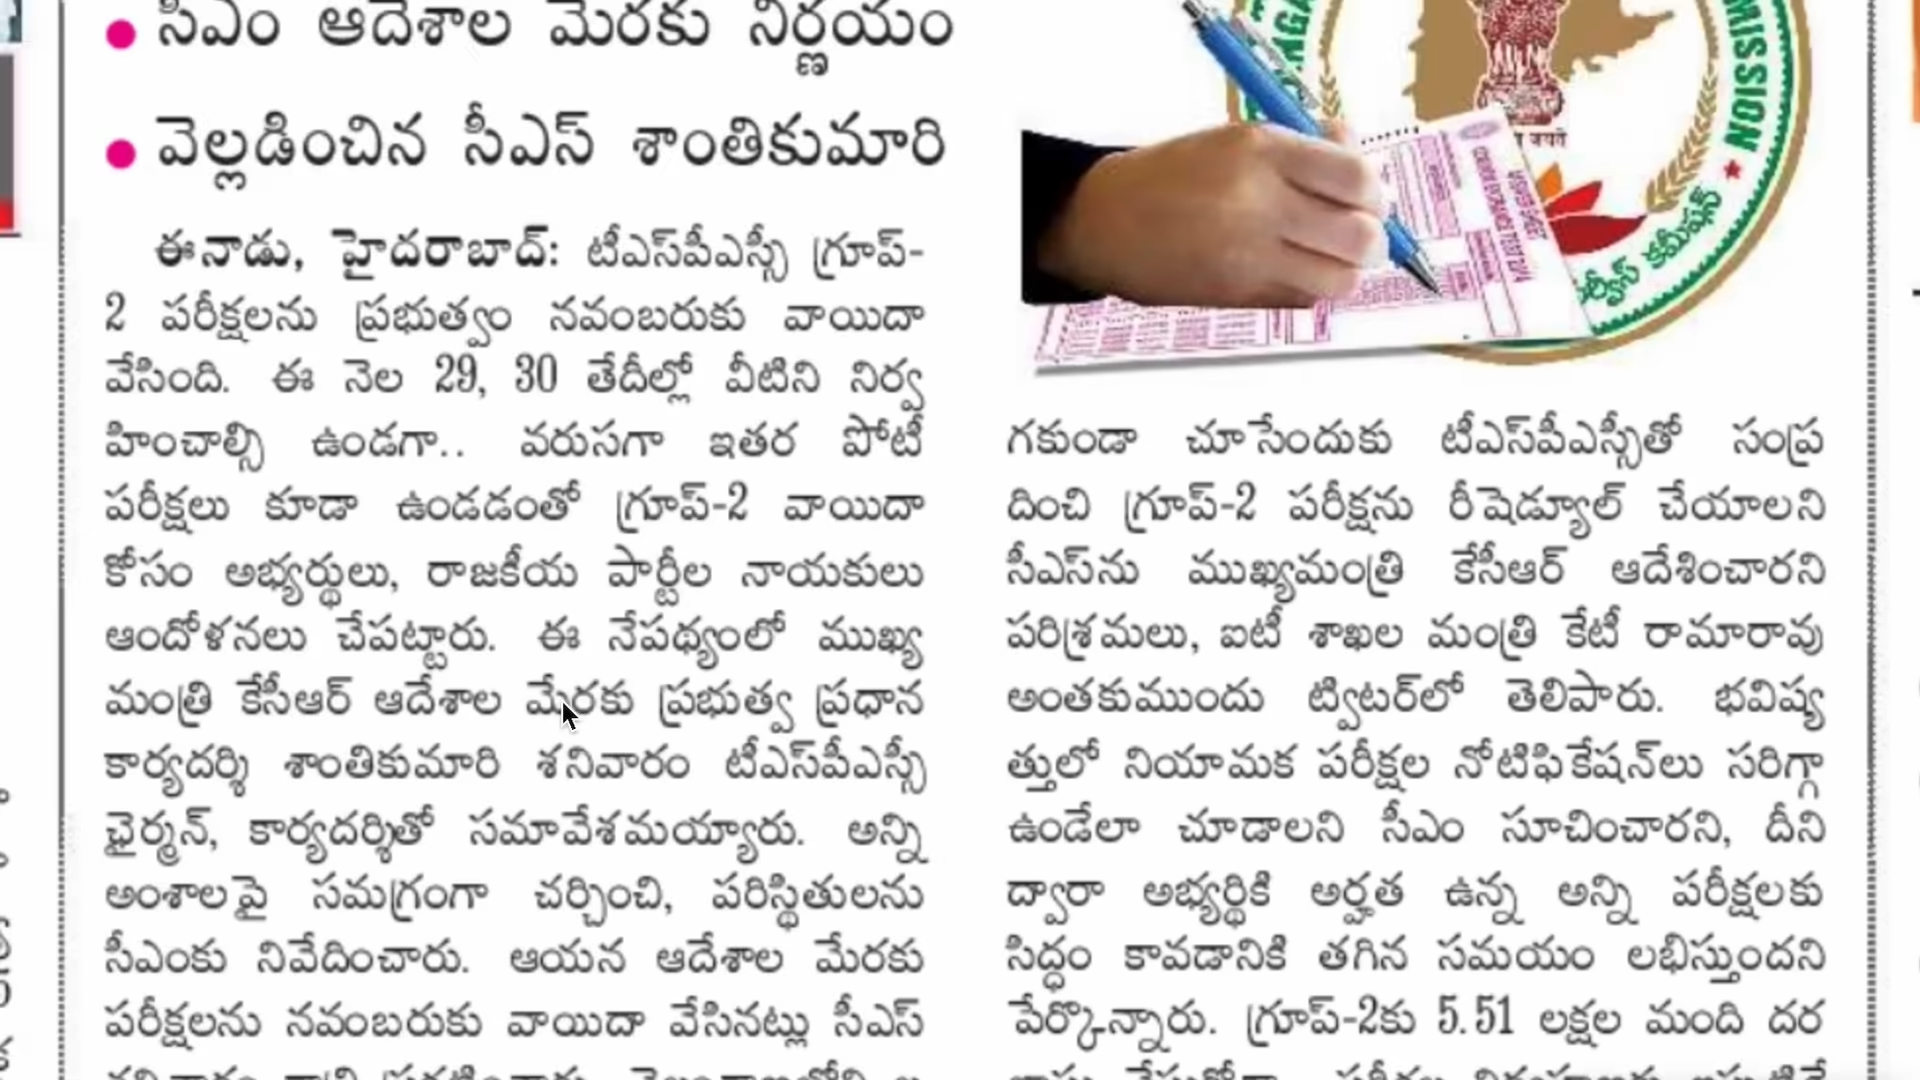 సీఎం ఆదేశాల మేరకు నిర్ణయం
వెల్లడించిన సీఎస్ శాంతికుమారి
ఈనాడు, హైదరాబాద్: టీఎస్‌పీఎస్సీ గ్రూప్-
2 పరీక్షలను ప్రభుత్వం నవంబరుకు వాయిదా
వేసింది. ఈ నెల 29, 30 తేదీల్లో వీటిని నిర్వ
హించాల్సి ఉండగా.. వరుసగా ఇతర పోటీ
పరీక్షలు కూడా ఉండడంతో గ్రూప్-2 వాయిదా
కోసం అభ్యర్థులు, రాజకీయ పార్టీల నాయకులు
ఆందోళనలు చేపట్టారు. ఈ నేపథ్యంలో ముఖ్య
మంత్రి కేసీఆర్ ఆదేశాల మేరకు ప్రభుత్వ ప్రధాన
కార్యదర్శి శాంతికుమారి శనివారం టీఎస్‌పీఎస్సీ
ఛైర్మన్, కార్యదర్శితో సమావేశమయ్యారు. అన్ని
అంశాలపై సమగ్రంగా చర్చించి, పరిస్థితులను
సీఎంకు నివేదించారు. ఆయన ఆదేశాల మేరకు
పరీక్షలను నవంబరుకు వాయిదా వేసినట్లు సీఎస్
MISSION
కమీషన్
गकुండా చూసేందుకు టీఎస్‌పీఎస్సీతో సంప్ర
దించి గ్రూప్-2 పరీక్షను రీషెడ్యూల్ చేయాలని
సీఎస్‌ను ముఖ్యమంత్రి కేసీఆర్ ఆదేశించారని
పరిశ్రమలు, ఐటీ శాఖల మంత్రి కేటీ రామారావు
అంతకుముందు ట్విటర్‌లో తెలిపారు. భవిష్య
త్తులో నియామక పరీక్షల నోటిఫికేషన్‌లు సరిగ్గా
ఉండేలా చూడాలని సీఎం సూచించారని, దీని
ద్వారా అభ్యర్థికి అర్హత ఉన్న అన్ని పరీక్షలకు
సిద్ధం కావడానికి తగిన సమయం లభిస్తుందని
పేర్కొన్నారు. గ్రూప్-2కు 5.51 లక్షల మంది దర